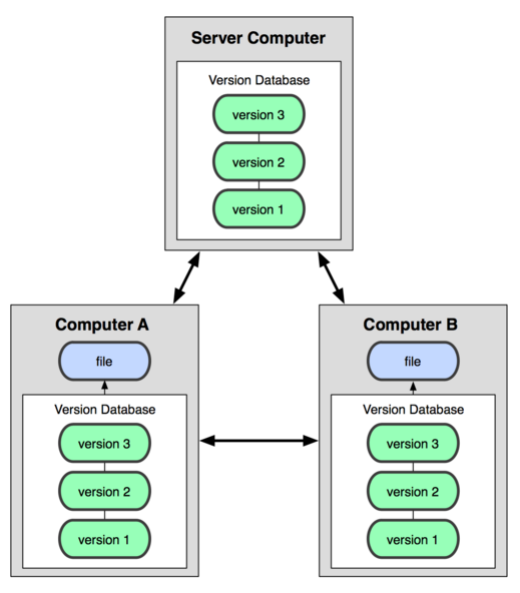 Server Computer
Version Database
version 3
version 2
version 1
Computer A
file
Version Database
version 3
version 2
version 1
Computer B
file
Version Database
version 3
version 2
version 1